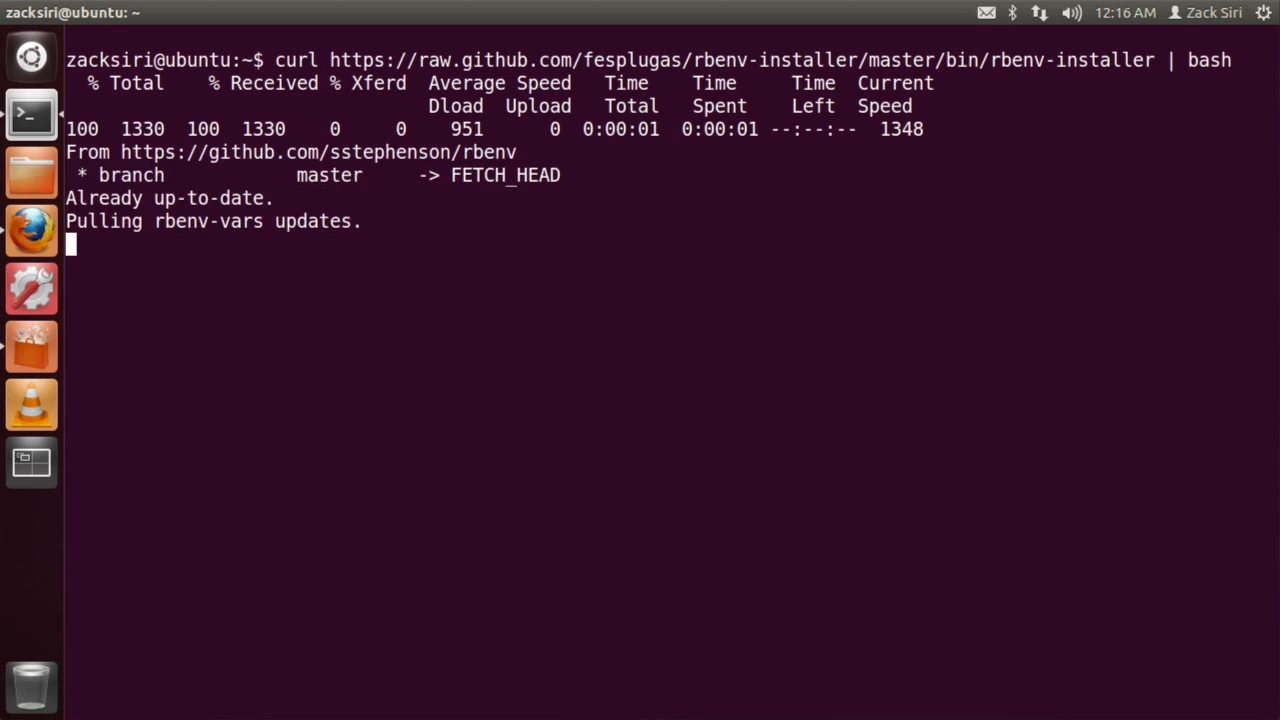 zacksiri@ubuntu: ~
12:16 AM Zack Siri
zacksiri@ubuntu:~$ curl https://raw.github.com/fesplugas/rbenv-installer/master/bin/rbenv-installer | bash
% Total % Received % Xferd Average Speed Time Time Time Current
Dload Upload Total Spent Left Speed
100 1330 100 1330 0 0 951 0 0:00:01 0:00:01 --:--:-- 1348
From https://github.com/sstephenson/rbenv
* branch master -> FETCH_HEAD
Already up-to-date.
Pulling rbenv-vars updates.